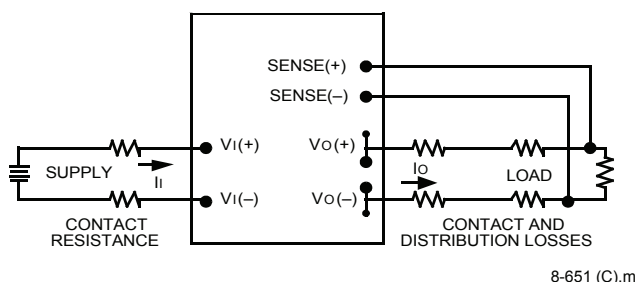 SENSE(+)
SENSE(–)
VI(+)
VO(+)
IO
SUPPLY
II
LOAD
VI(–)
VO(–)
CONTACT
RESISTANCE
CONTACT AND
DISTRIBUTION LOSSES
8-651 (C).m